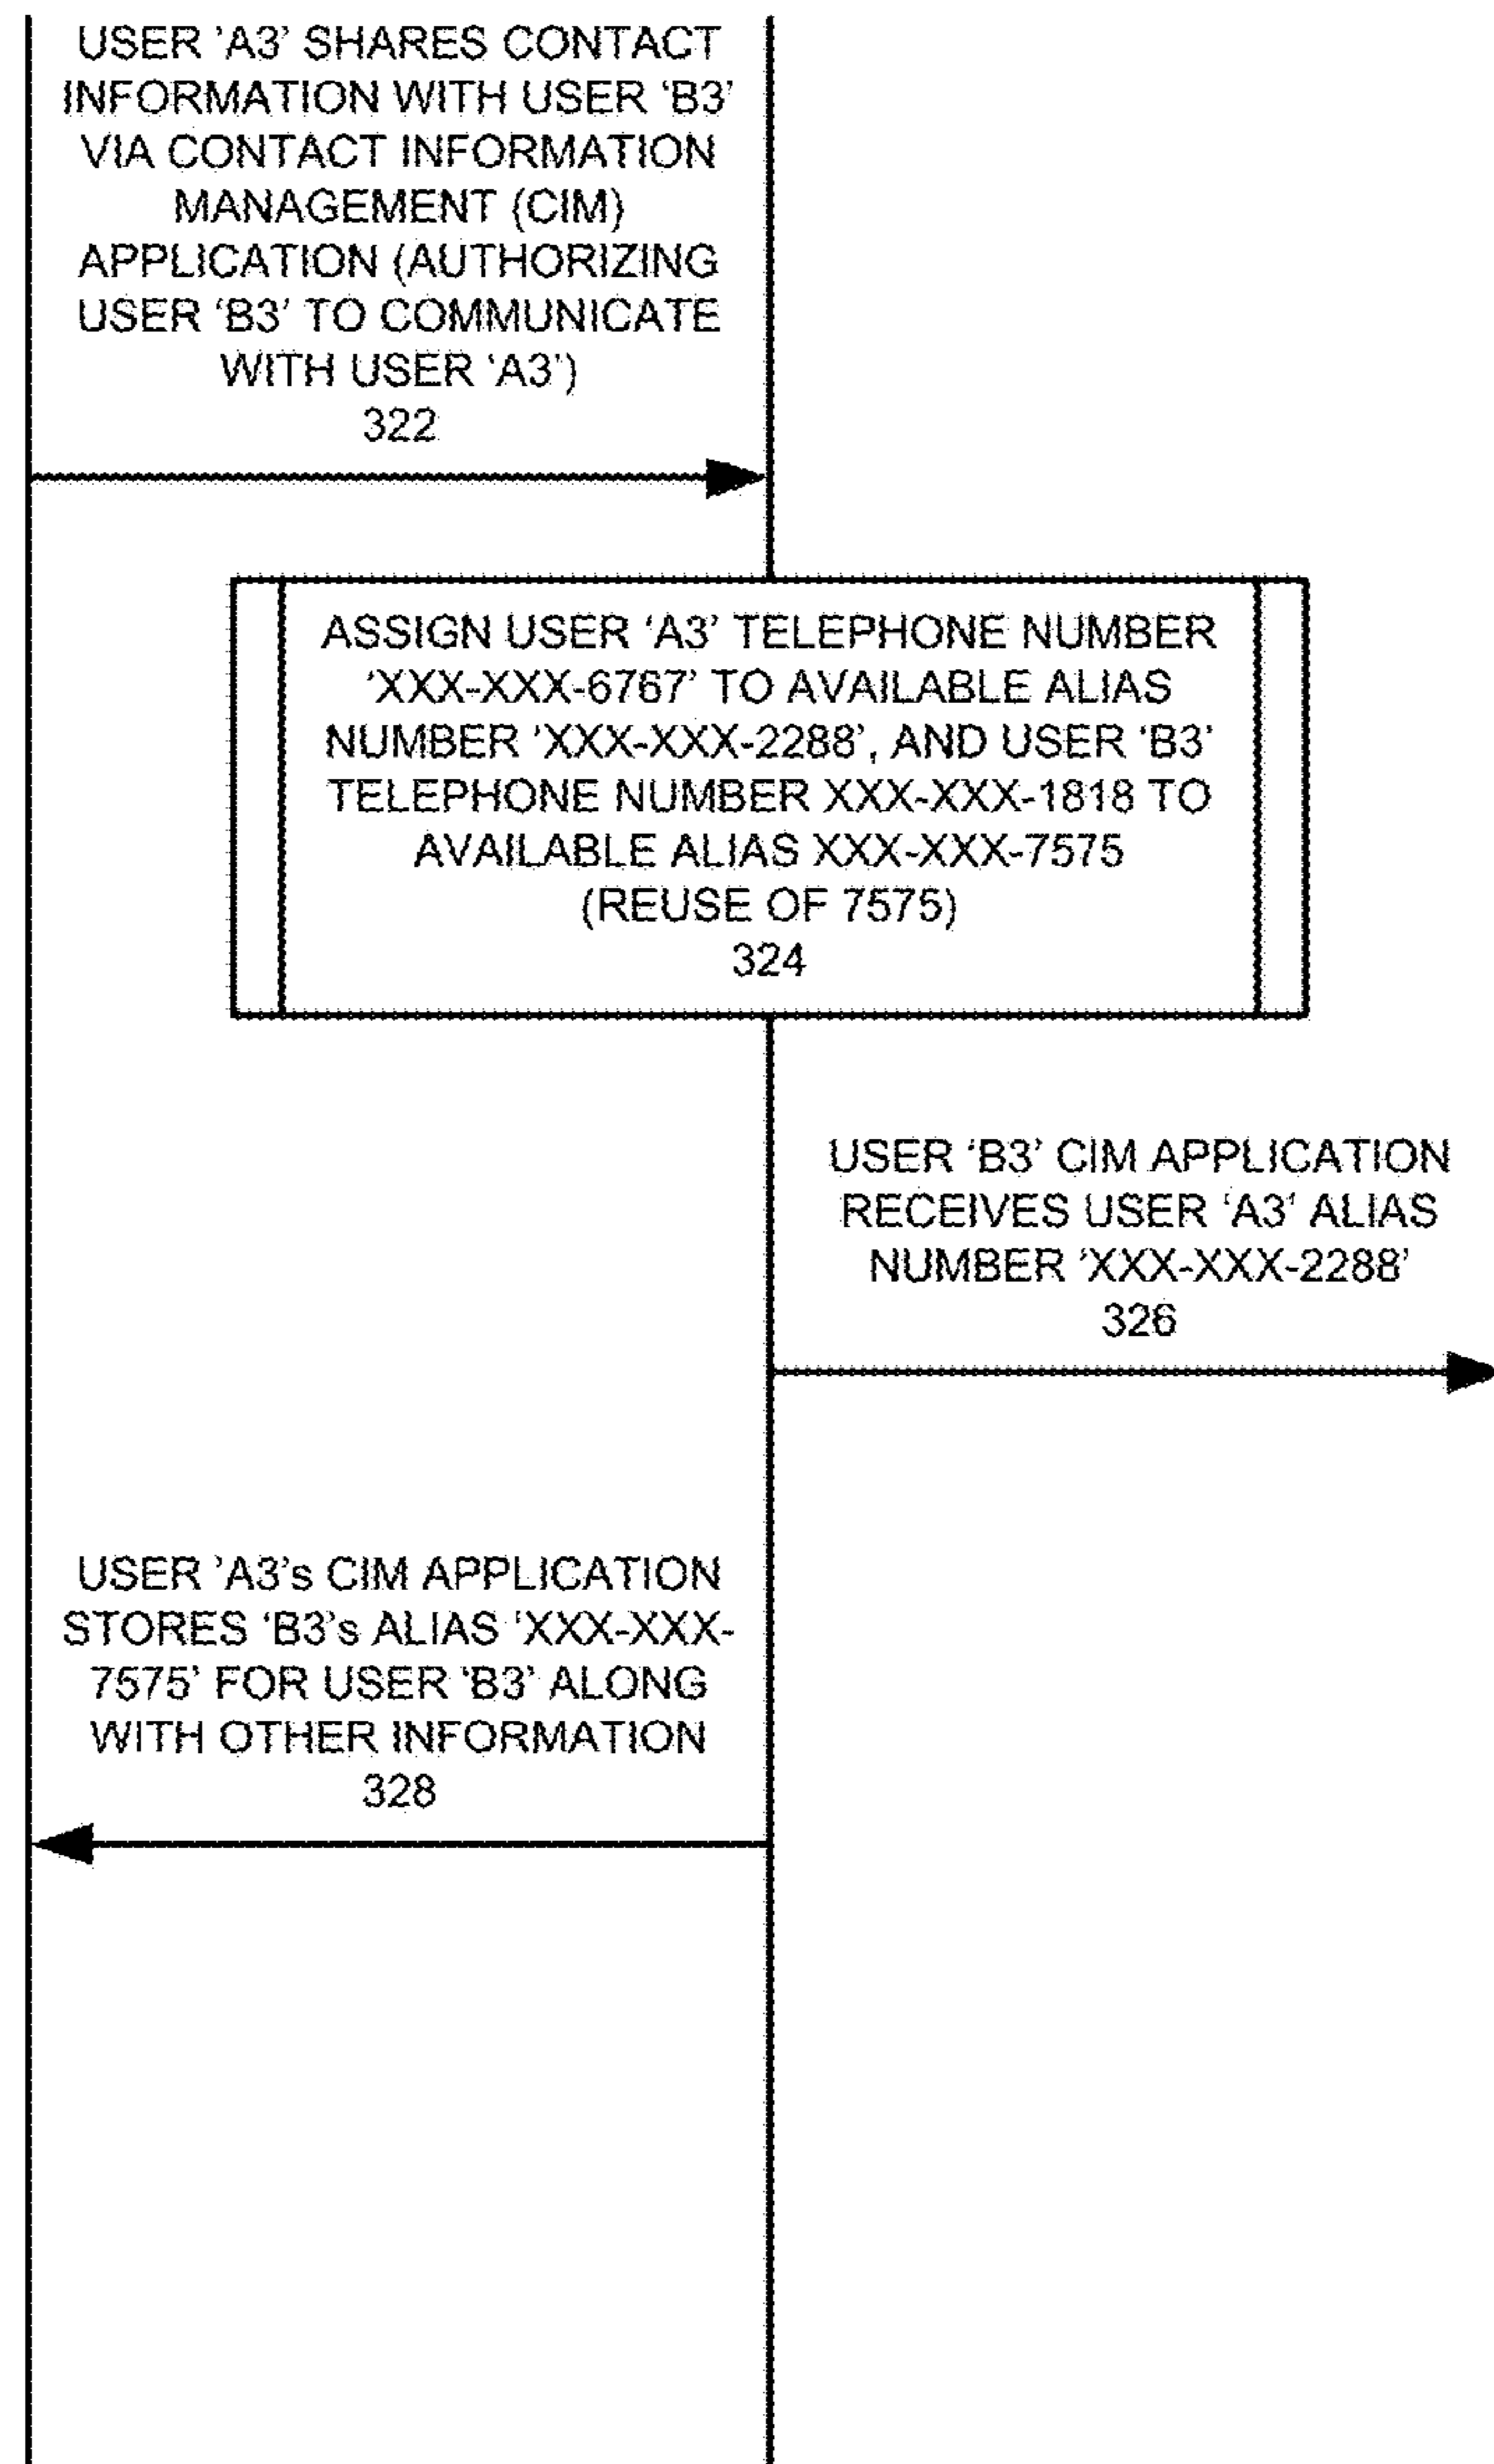 USER 'A3' SHARES CONTACT
INFORMATION WITH USER 'B3'
VIA CONTACT INFORMATION
MANAGEMENT (CIM)
APPLICATION (AUTHORIZING
USER 'B3' TO COMMUNICATE
WITH USER 'A3')
322
ASSIGN USER 'A3' TELEPHONE NUMBER
'XXX-XXX-6767' TO AVAILABLE ALIAS
NUMBER 'XXX-XXX-2288', AND USER 'B3'
TELEPHONE NUMBER XXX-XXX-1818 TO
AVAILABLE ALIAS XXX-XXX-7575
(REUSE OF 7575)
324
USER 'B3' CIM APPLICATION
RECEIVES USER 'A3' ALIAS
NUMBER 'XXX-XXX-2288'
326
USER 'A3's CIM APPLICATION
STORES 'B3's ALIAS 'XXX-XXX-
7575' FOR USER 'B3' ALONG
WITH OTHER INFORMATION
328